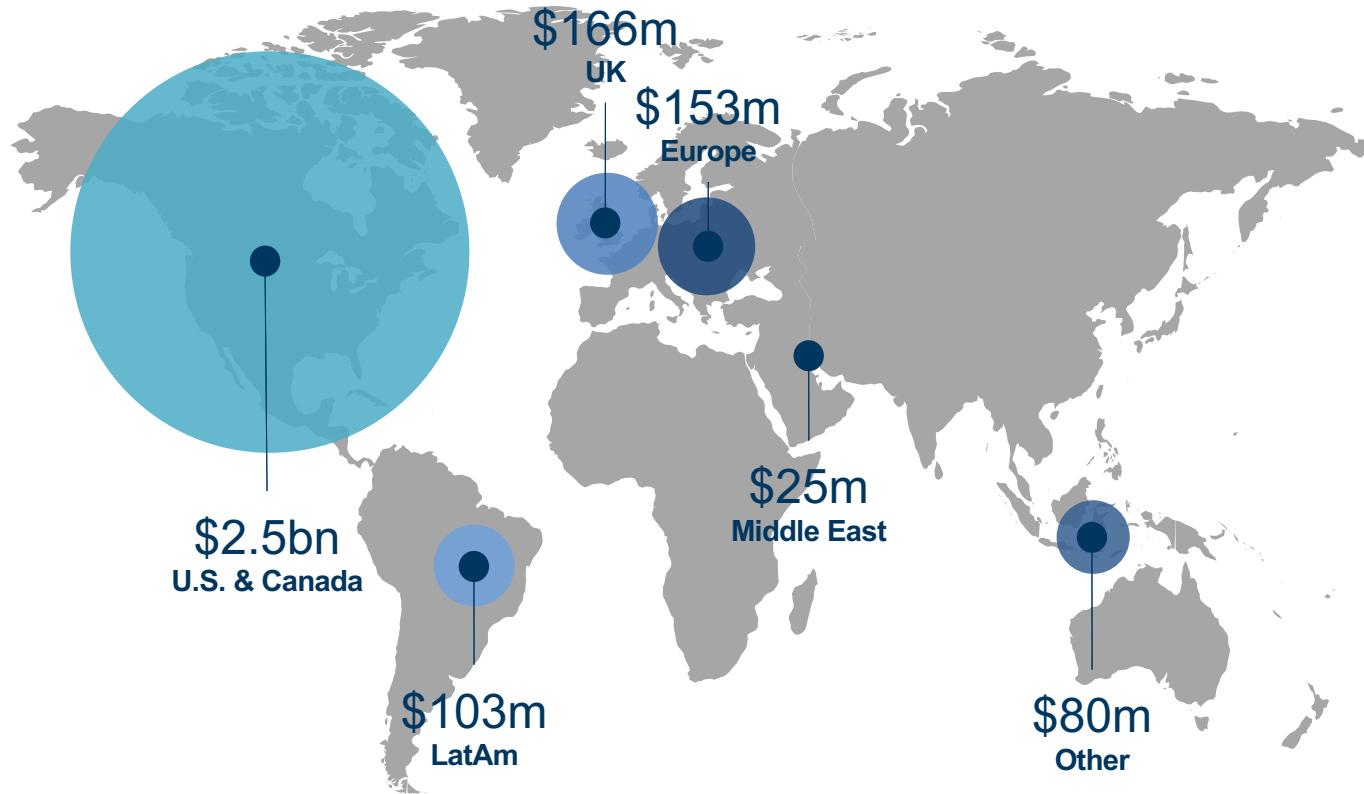 $166m
UK
$153m
Europe
$25m
Middle East
$2.5bn
U.S. & Canada
$103m
LatAm
$80m
Other